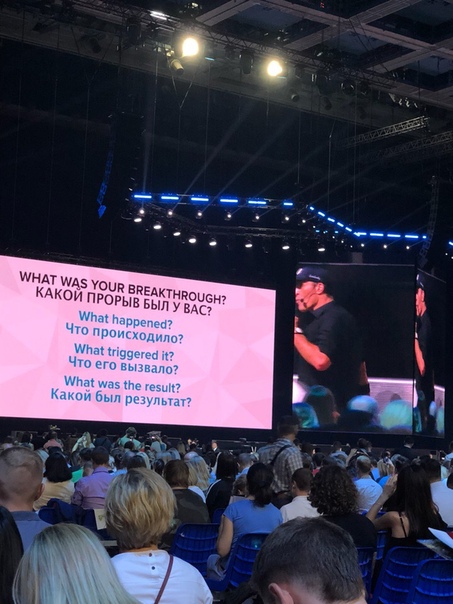 WHAT WAS YOUR BREAKTHROUGH?
КАКОЙ ПРОРЫВ БЫЛ У ВАС?
What happened?
Что происходило?
What triggered it?
Что его вызвало?
What was the result?
Какой был результат?